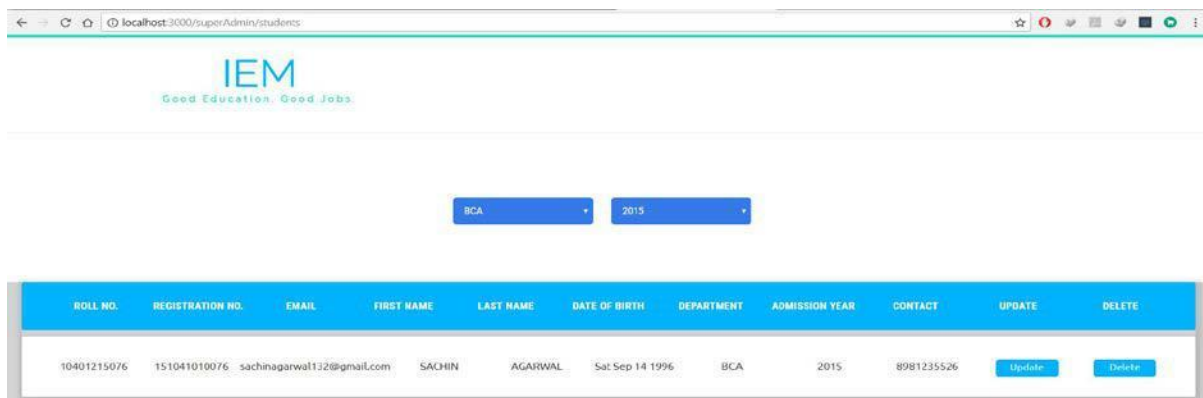 localhost:3000/superAdmin/students
IEM
Good Education. Good Jobs.
BCA 2015
ROLL NO. REGISTRATION NO. EMAIL FIRST NAME LAST NAME DATE OF BIRTH DEPARTMENT ADMISSION YEAR CONTACT UPDATE DELETE
10401215076 151041010076 sachinagarwal132@gmail.com SACHIN AGARWAL Sat Sep 14 1996 BCA 2015 8981235526 Update Delete